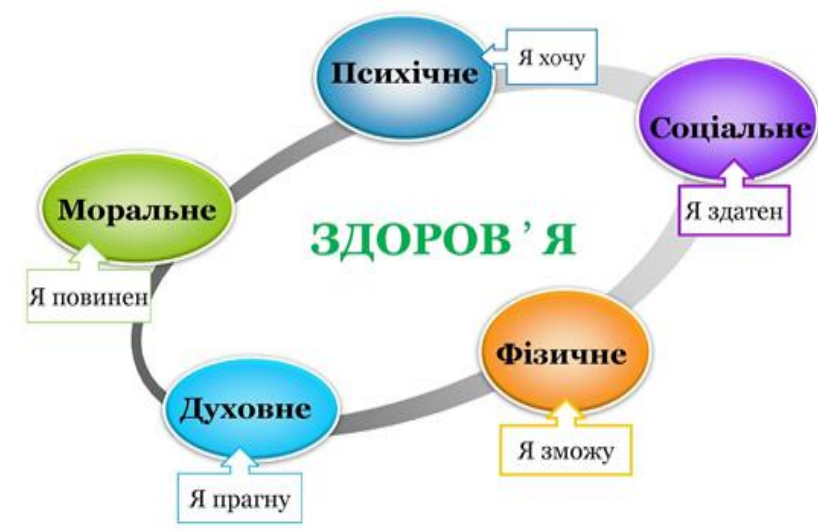 Психічне
Я хочу
Соціальне
Я здатен
Моральне
Я повинен
ЗДОРОВ ’ Я
Фізичне
Я зможу
Духовне
Я прагну